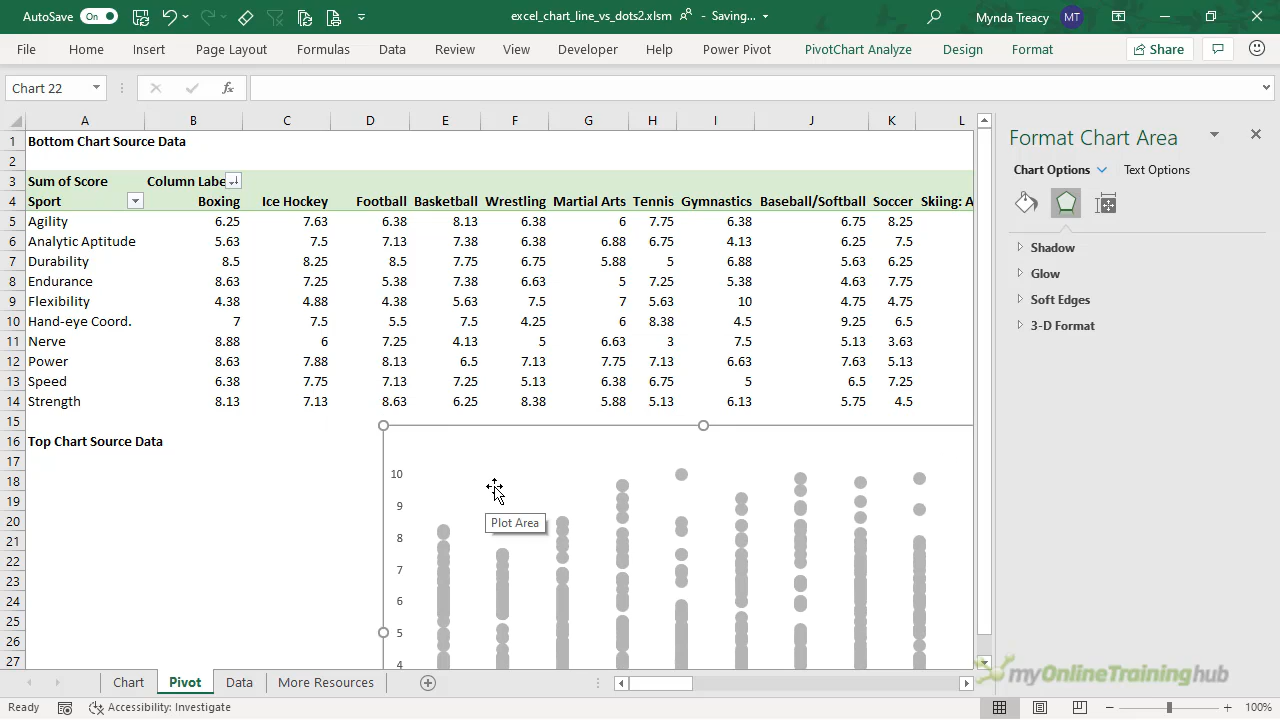 AutoSave On excel_chart_line_vs_dots2.xlsm - Saving... Mynda Treacy MT
File Home Insert Page Layout Formulas Data Review View Developer Help Power Pivot PivotChart Analyze Design Format Share
Chart 22 fx
A B C D E F G H I J K L
1 Bottom Chart Source Data
2
3 Sum of Score Column Labe
4 Sport Boxing Ice Hockey Football Basketball Wrestling Martial Arts Tennis Gymnastics Baseball/Softball Soccer Skiing: A
5 Agility 6.25 7.63 6.38 8.13 6.38 6 7.75 6.38 6.75 8.25
6 Analytic Aptitude 5.63 7.5 7.13 7.38 6.38 6.88 6.75 4.13 6.25 7.5
7 Durability 8.5 8.25 8.5 7.75 6.75 5.88 5 6.88 5.63 6.25
8 Endurance 8.63 7.25 5.38 7.38 6.63 5 7.25 5.38 4.63 7.75
9 Flexibility 4.38 4.88 4.38 5.63 7.5 7 5.63 10 4.75 4.75
10 Hand-eye Coord. 7 7.5 5.5 7.5 4.25 6 8.38 4.5 9.25 6.5
11 Nerve 8.88 6 7.25 4.13 5 6.63 3 7.5 5.13 3.63
12 Power 8.63 7.88 8.13 6.5 7.13 7.75 7.13 6.63 7.63 5.13
13 Speed 6.38 7.75 7.13 7.25 5.13 6.38 6.75 5 6.5 7.25
14 Strength 8.13 7.13 8.63 6.25 8.38 5.88 5.13 6.13 5.75 4.5
15
16 Top Chart Source Data
17
18
19
20
21
22
23
24
25
26
27
10
9
8
7
6
5
4
Plot Area
Format Chart Area
Chart Options Text Options
Shadow
Glow
Soft Edges
3-D Format
myOnlineTrainingHub
Chart Pivot Data More Resources
Ready Accessibility: Investigate 100%